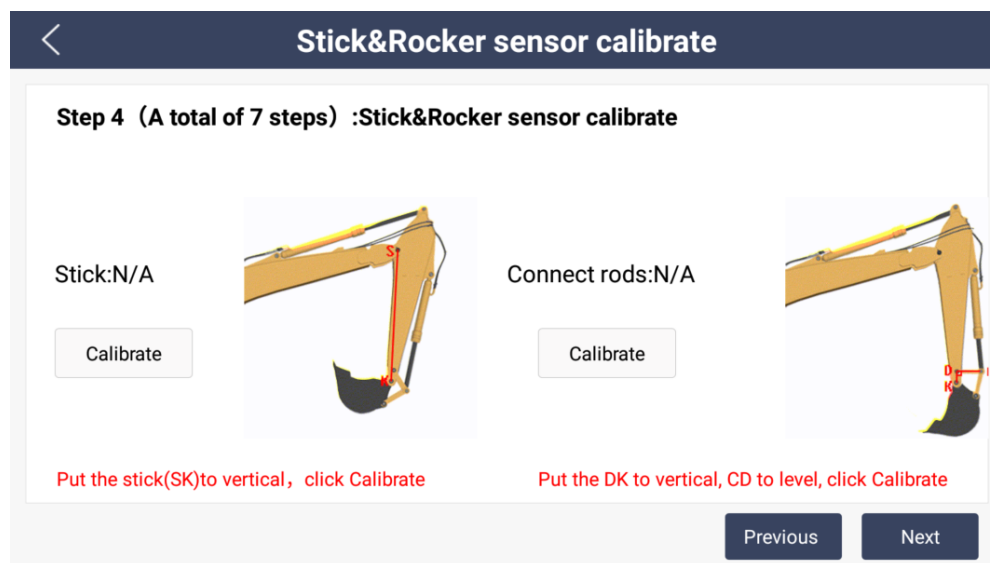 Stick&Rocker sensor calibrate
Step 4（A total of 7 steps）:Stick&Rocker sensor calibrate
S
K
Stick:N/A
Calibrate
Put the stick(SK)to vertical，click Calibrate
Connect rods:N/A
D
K
Calibrate
Put the DK to vertical, CD to level, click Calibrate
Previous
Next